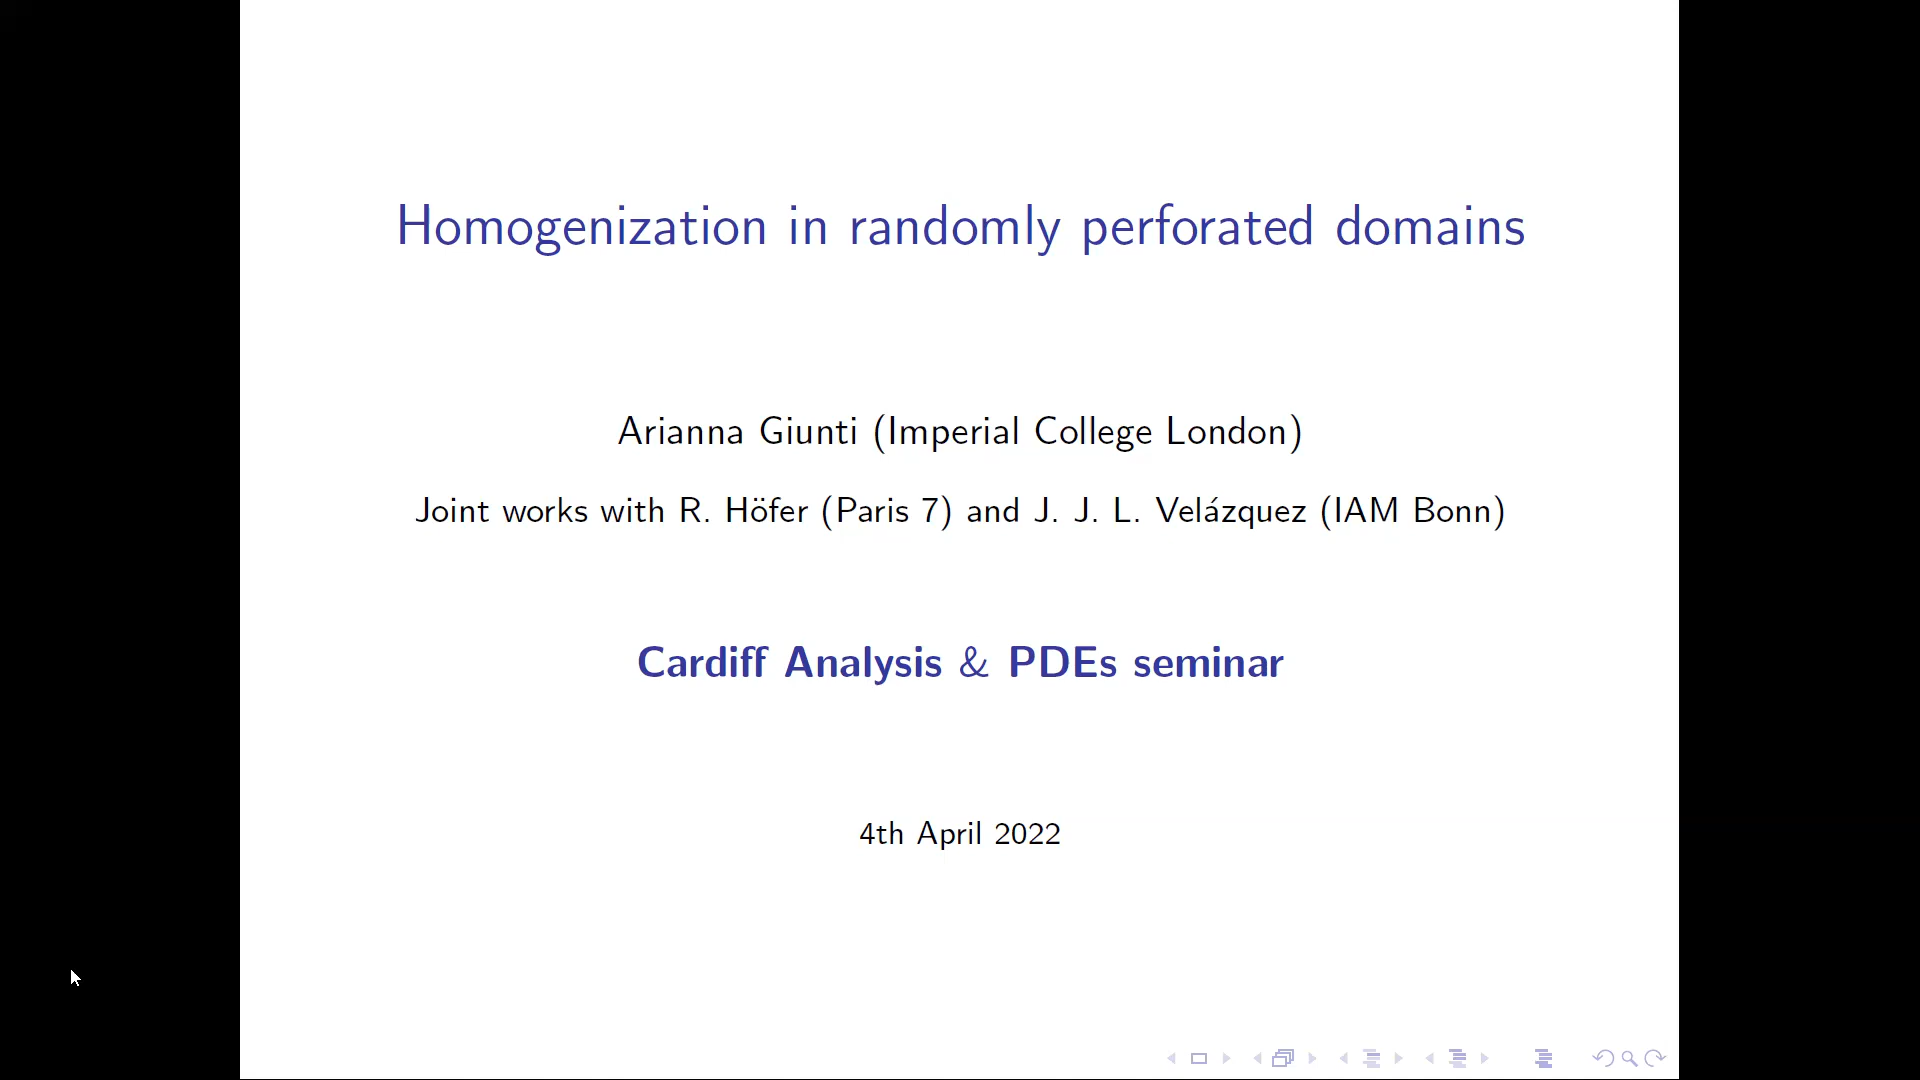 Homogenization in randomly perforated domains
Arianna Giunti (Imperial College London)
Joint works with R. Höfer (Paris 7) and J. J. L. Velázquez (IAM Bonn)
Cardiff Analysis & PDEs seminar
4th April 2022